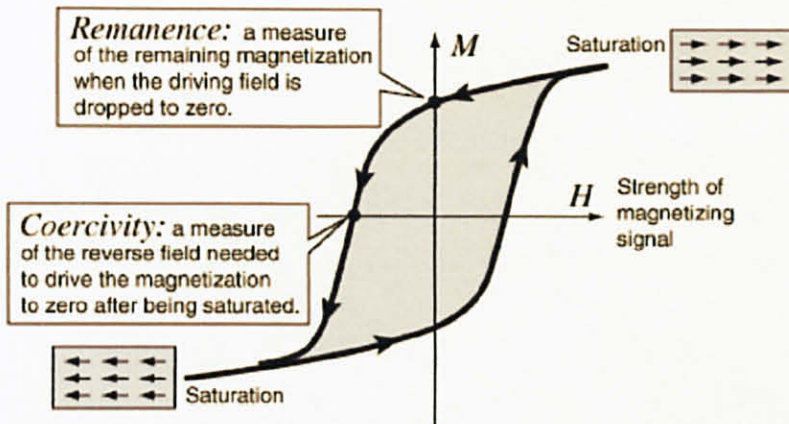 Remanence: a measure
of the remaining magnetization
when the driving field is
dropped to zero.
M
Saturation
H
Strength of
magnetizing
signal
Coercivity: a measure
of the reverse field needed
to drive the magnetization
to zero after being saturated.
Saturation